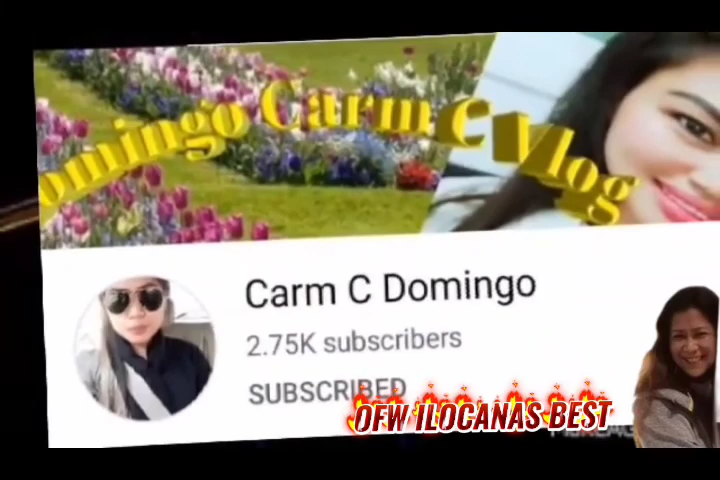 omingo Carm C Vlog
Carm C Domingo
2.75K subscribers
SUBSCRIBED
OFW ILOCANAS BEST